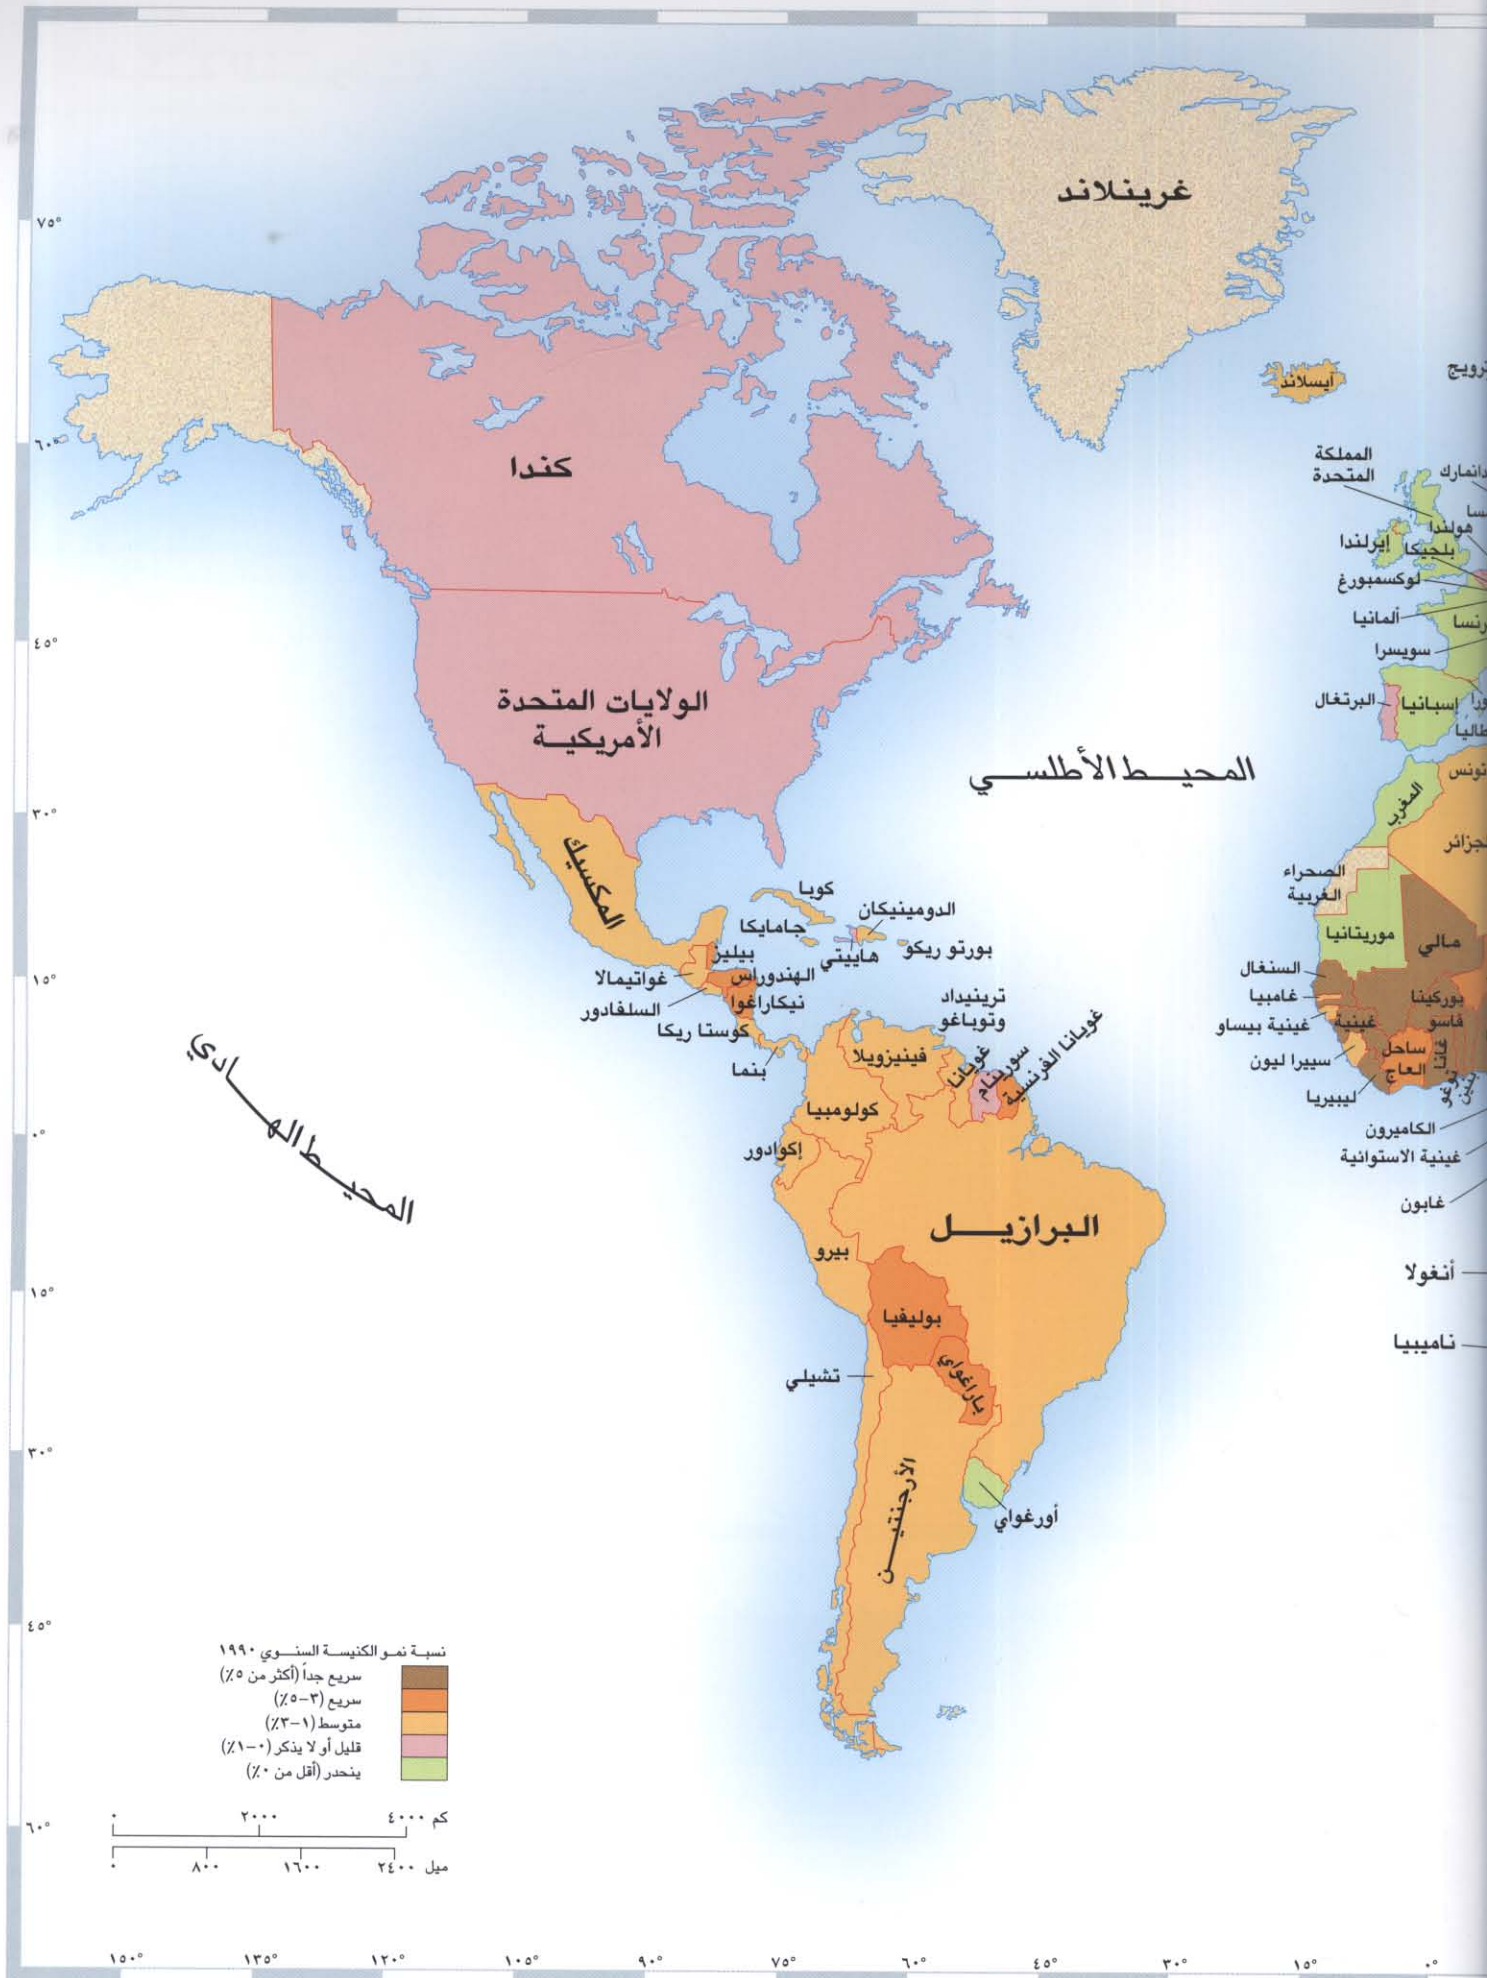 غرينلاند
٧٥°
آيسلاند
٦٠°
كندا
المملكة
المتحدة
دانمارك
هولندا
إيرلندا
بلجيكا
لوكسمبورغ
ألمانيا
٤٥°
سويسرا
الولايات المتحدة
الأمريكية
البرتغال
إسبانيا
المحيط الأطلسي
تونس
المغرب
٣٠°
المكسيك
الصحراء
الغربية
كوبا
الدومينيكان
جامايكا
هاييتي
بورتو ريكو
موريتانيا
مالي
بيليز
١٥°
غواتيمالا
الهندوراس
السلفادور
نيكاراغوا
كوستا ريكا
بنما
ترينيداد
وتوباغو
السنغال
غامبيا
غينية بيساو
غينية
بوركينا
فاسو
سييرا ليون
ساحل
العاج
غانا
توغو
بنين
ليبيريا
المحيط الهادي
فينيزويلا
غويانا
سورينام
غويانا الفرنسية
كولومبيا
٠°
إكوادور
الكاميرون
غينية الاستوائية
غابون
البرازيل
بيرو
أنغولا
١٥°
بوليفيا
ناميبيا
تشيلي
باراغواي
٣٠°
الأرجنتين
أورغواي
٤٥°
نسبة نمو الكنيسة السنوي ١٩٩٠
سريع جداً (أكثر من ٥٪)
سريع (٣-٥٪)
متوسط (١-٣٪)
قليل أو لا يذكر (٠-١٪)
ينحدر (أقل من ٠٪)
٠ ٢٠٠٠ ٤٠٠٠ كم
٦٠°
٠ ٨٠٠ ١٦٠٠ ٢٤٠٠ ميل
١٥٠° ١٣٥° ١٢٠° ١٠٥° ٩٠° ٧٥° ٦٠° ٤٥° ٣٠° ١٥° ٠°